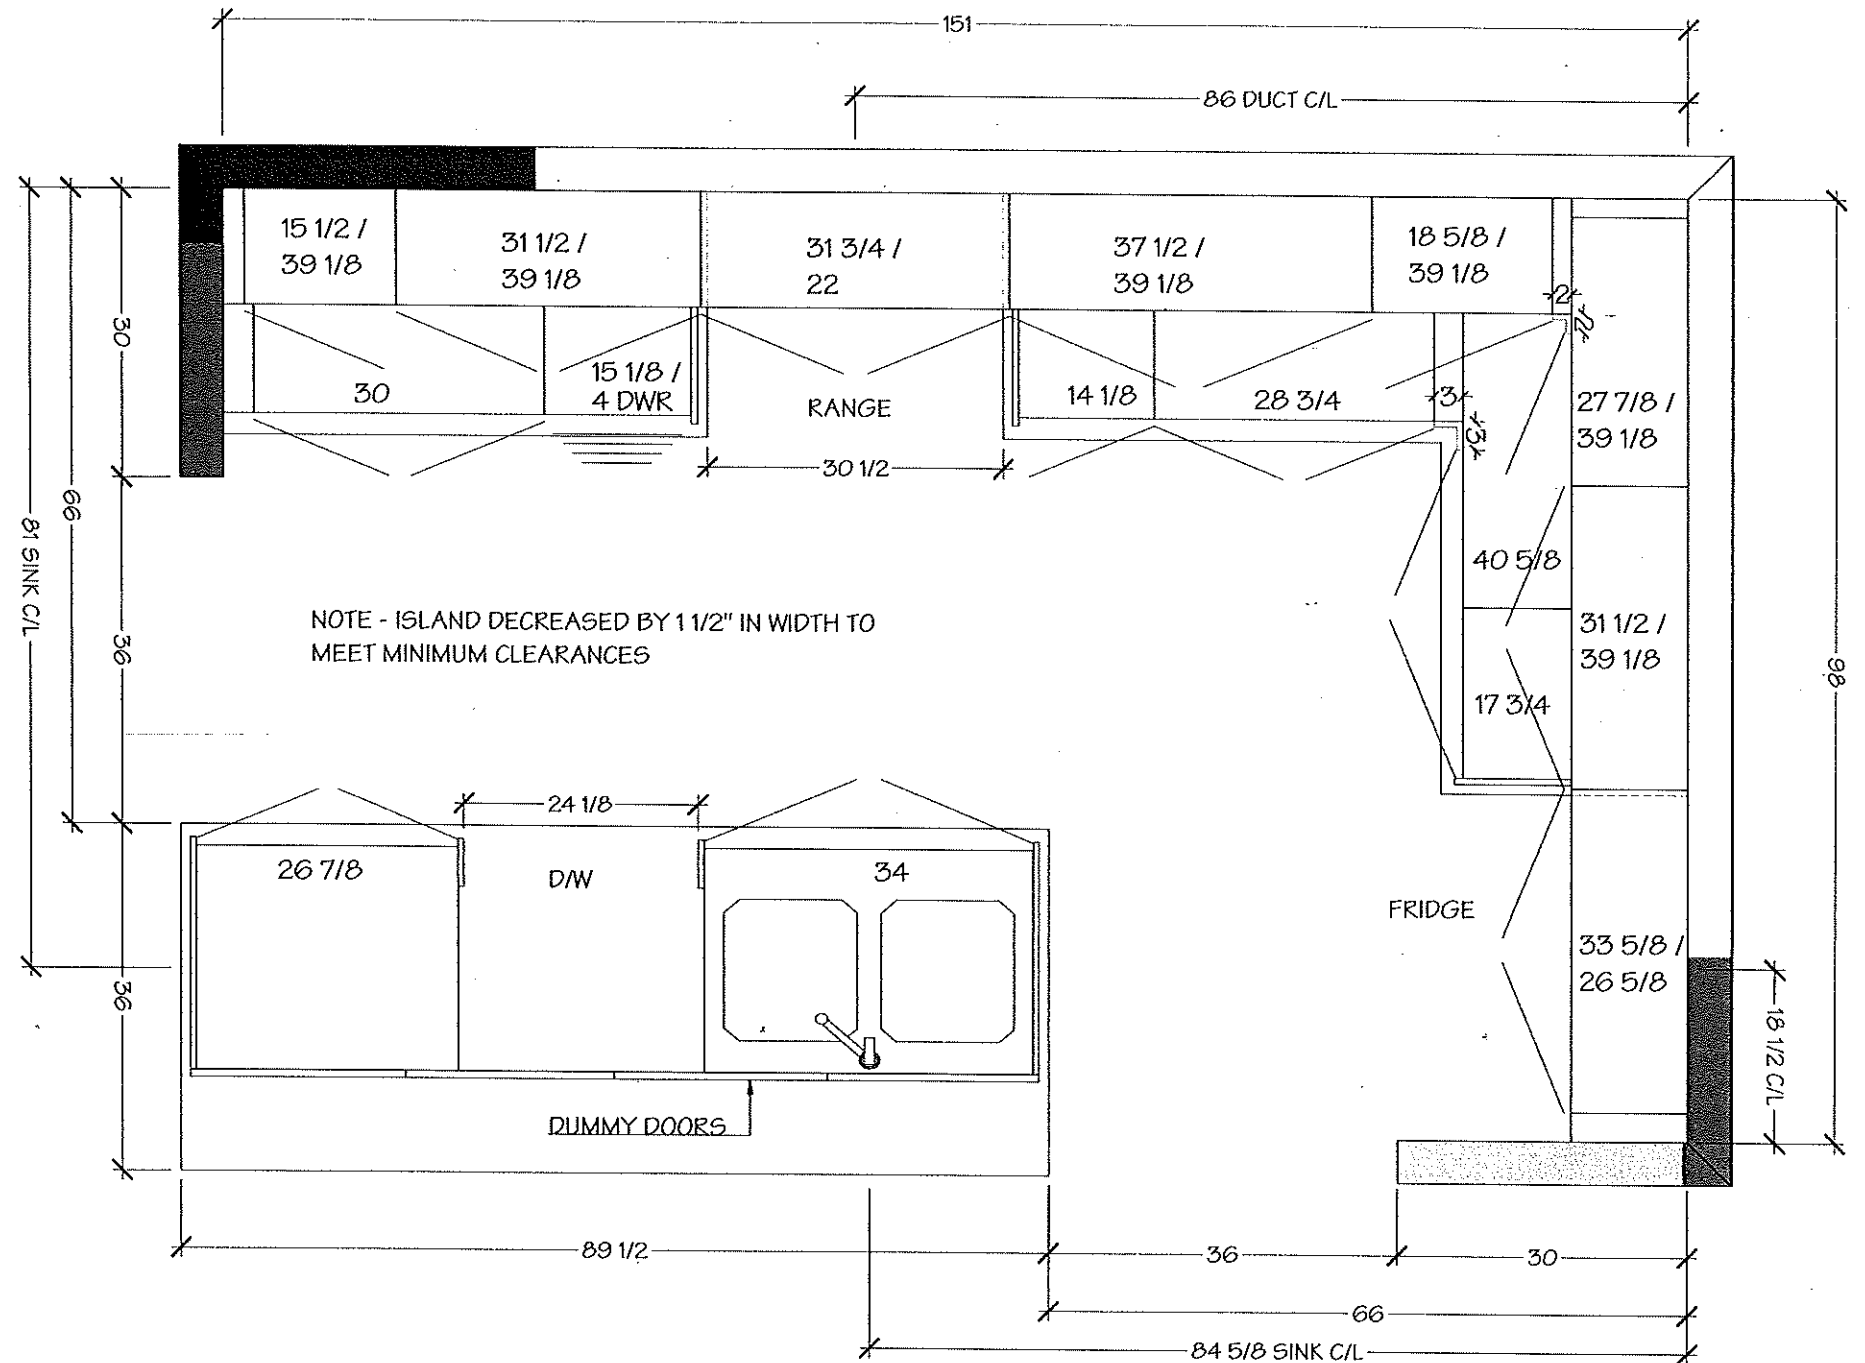 151
86 DUCT C/L
15 1/2 /
39 1/8
31 1/2 /
39 1/8
31 3/4 /
22
37 1/2 /
39 1/8
18 5/8 /
39 1/8
2
2
30
30
15 1/8 /
4 DWR
RANGE
14 1/8
28 3/4
3
3
27 7/8 /
39 1/8
30 1/2
66
81 SINK C/L
40 5/8
NOTE - ISLAND DECREASED BY 1 1/2" IN WIDTH TO
MEET MINIMUM CLEARANCES
36
31 1/2 /
39 1/8
98
17 3/4
24 1/8
26 7/8
D/W
34
FRIDGE
33 5/8 /
26 5/8
36
18 1/2 C/L
DUMMY DOORS
89 1/2
36
30
66
84 5/8 SINK C/L